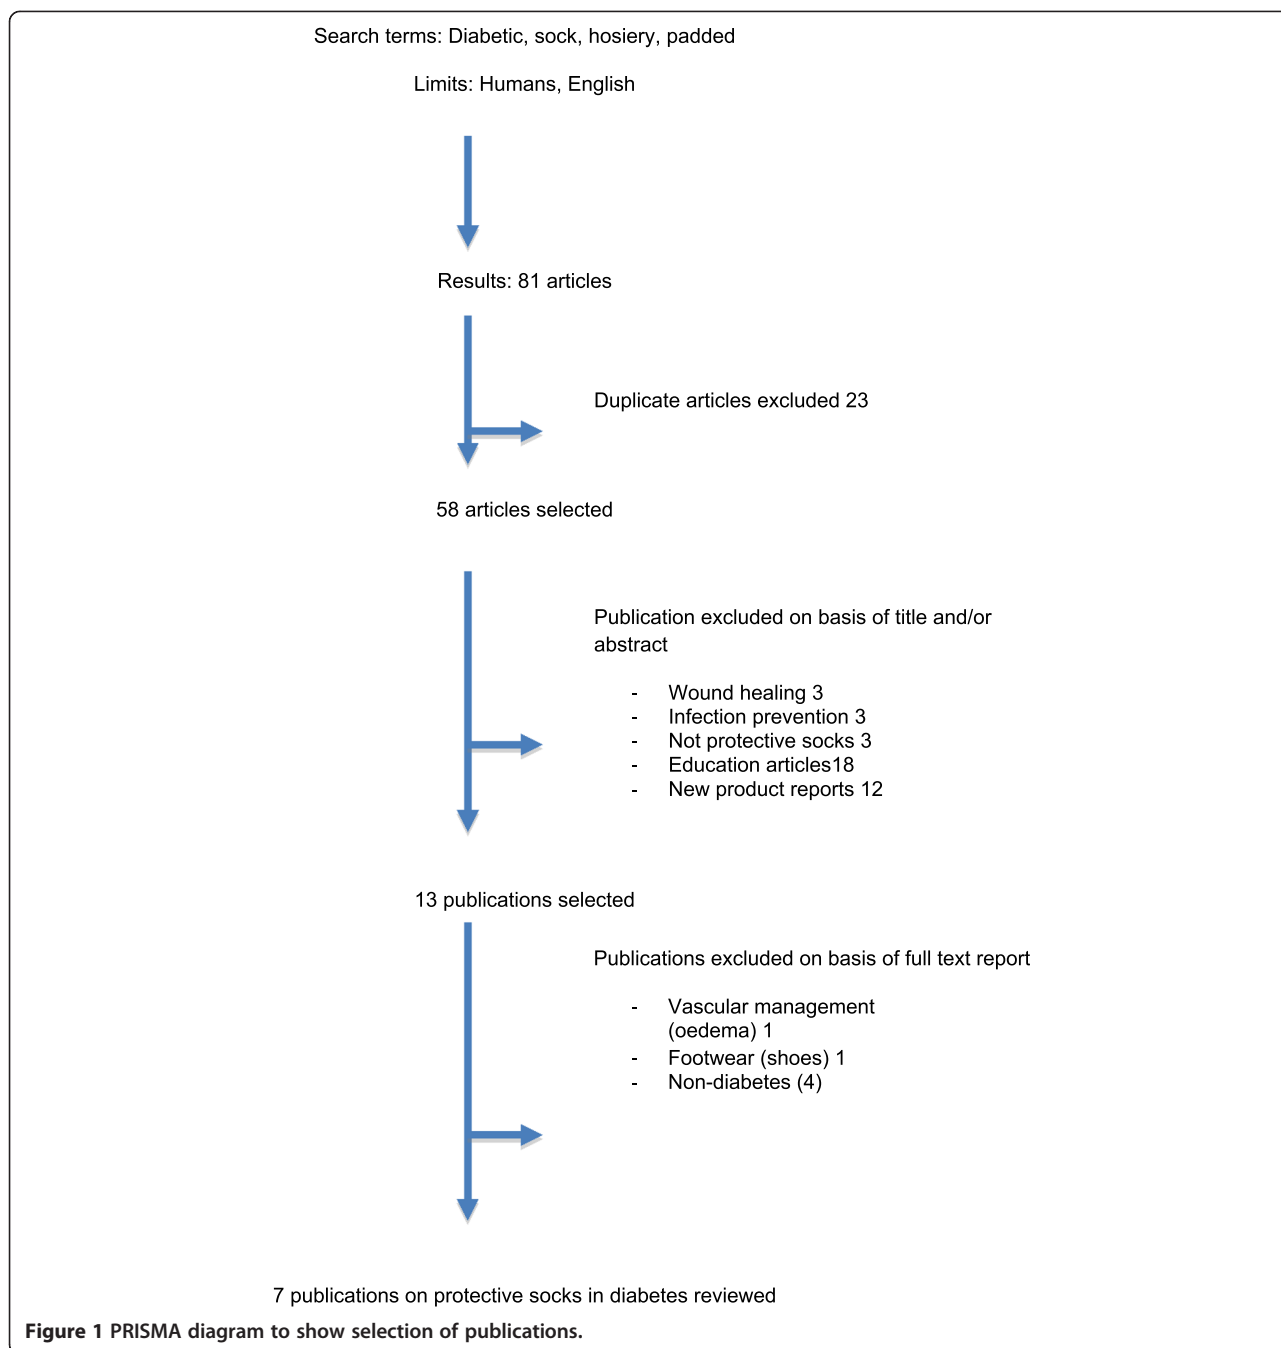 Search terms: Diabetic, sock, hosiery, padded
Limits: Humans, English
Results: 81 articles
Duplicate articles excluded 23
58 articles selected
Publication excluded on basis of title and/or
abstract
- Wound healing 3
- Infection prevention 3
- Not protective socks 3
- Education articles18
- New product reports 12
13 publications selected
Publications excluded on basis of full text report
- Vascular management
(oedema) 1
- Footwear (shoes) 1
- Non-diabetes (4)
7 publications on protective socks in diabetes reviewed
Figure 1 PRISMA diagram to show selection of publications.